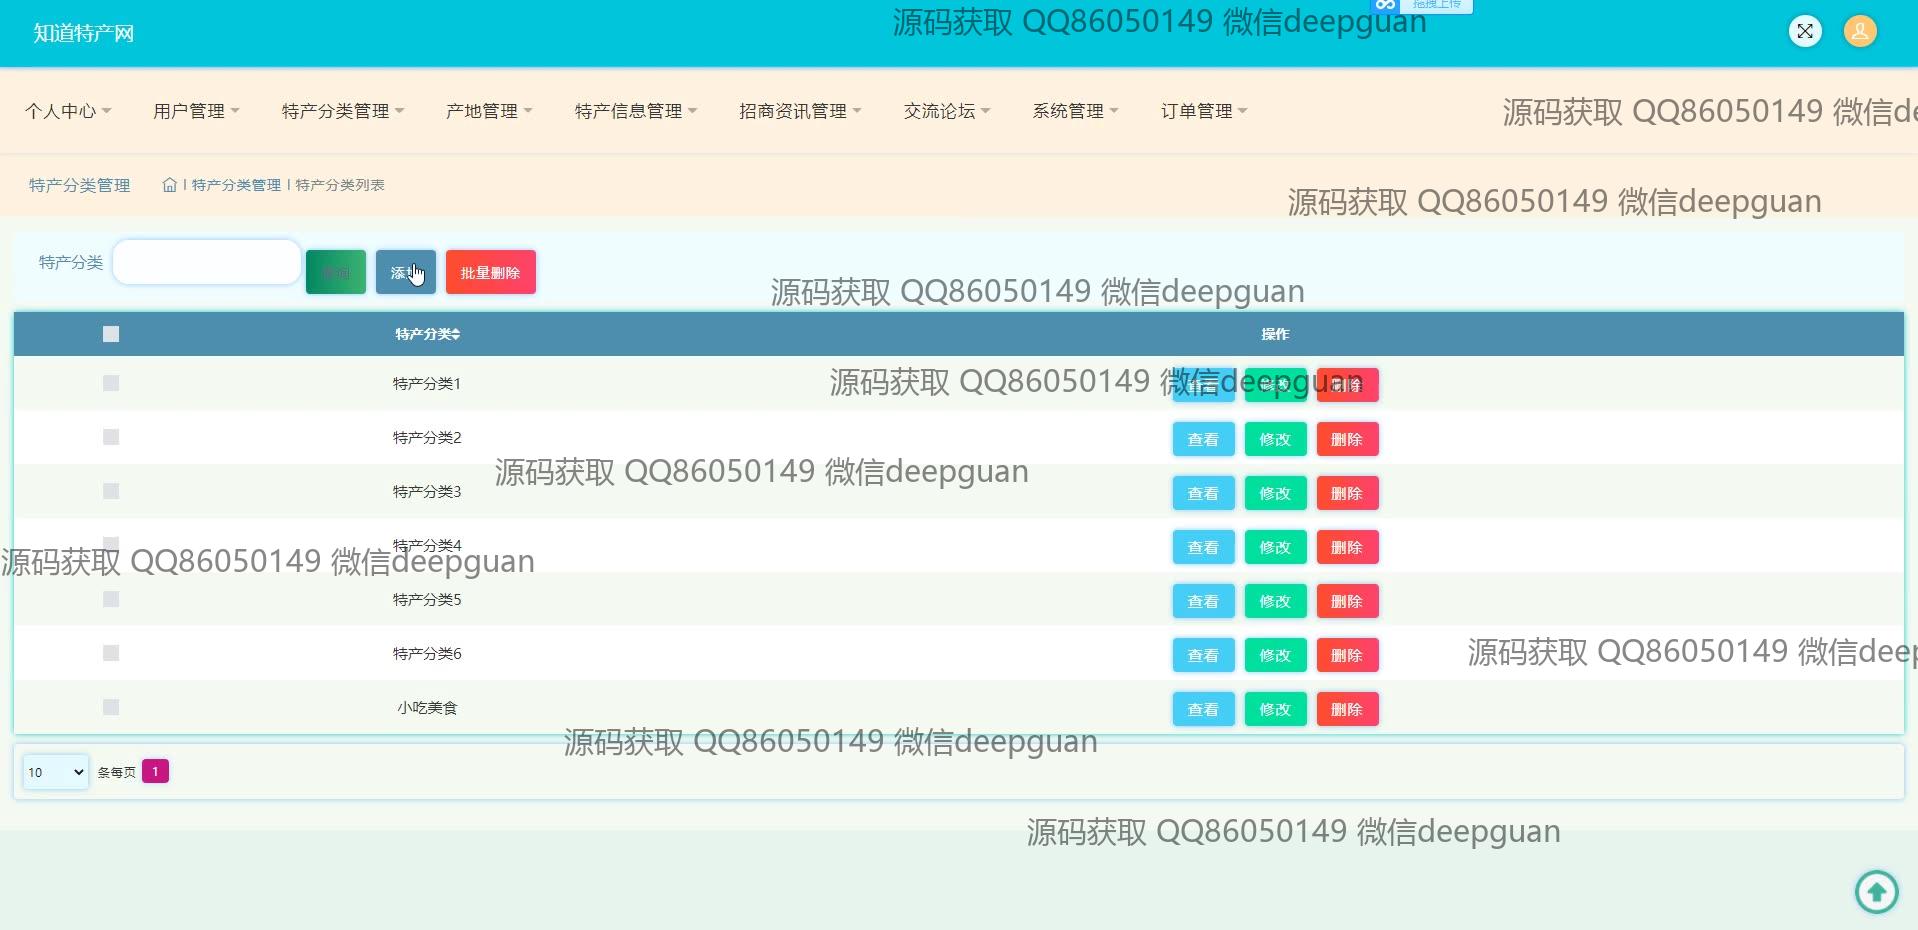 知道特产网
源码获取 QQ86050149 微信deepguan
拖拽上传
个人中心 用户管理 特产分类管理 产地管理 特产信息管理 招商资讯管理 交流论坛 系统管理 订单管理
源码获取 QQ86050149 微信de
特产分类管理 特产分类管理 特产分类列表
源码获取 QQ86050149 微信deepguan
特产分类 查询 添加 批量删除
源码获取 QQ86050149 微信deepguan
特产分类 操作
特产分类1 查看 修改 删除
源码获取 QQ86050149 微信deepguan
特产分类2 查看 修改 删除
源码获取 QQ86050149 微信deepguan
特产分类3 查看 修改 删除
特产分类4 查看 修改 删除
源码获取 QQ86050149 微信deepguan
特产分类5 查看 修改 删除
特产分类6 查看 修改 删除
源码获取 QQ86050149 微信deep
小吃美食 查看 修改 删除
源码获取 QQ86050149 微信deepguan
10 条每页 1
源码获取 QQ86050149 微信deepguan